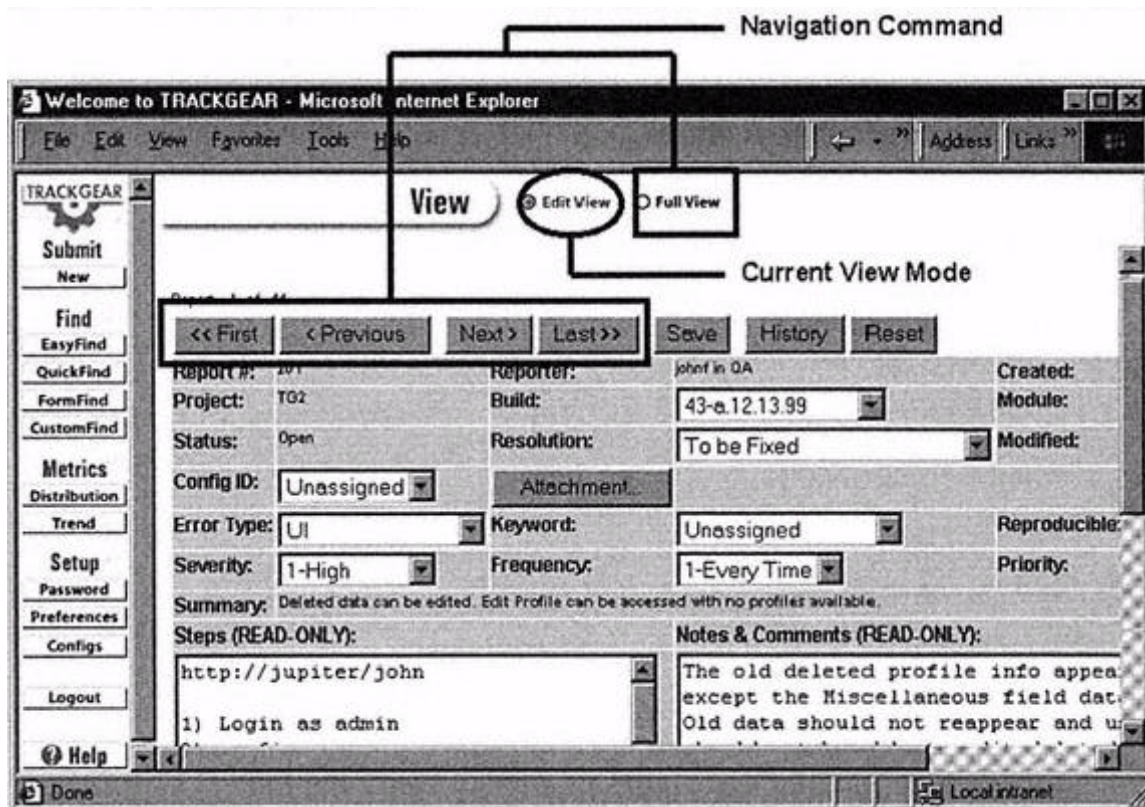 Navigation Command
Welcome to TRACKGEAR - Microsoft Internet Explorer
File Edit View Favorites Tools Help
Address Links »
TRACKGEAR
View
Edit View
Full View
Submit
New
Current View Mode
Find
EasyFind
QuickFind
FormFind
CustomFind
Metrics
Distribution
Trend
Setup
Password
Preferences
Configs
Logout
Help
<< First < Previous Next > Last >> Save History Reset
Report #: Reporter: johnf in QA Created:
Project: TG2 Build: 43-a.12.13.99 Module:
Status: Open Resolution: To be Fixed Modified:
Config ID: Unassigned Attachment...
Error Type: UI Keyword: Unassigned Reproducible:
Severity: 1-High Frequency: 1-Every Time Priority:
Summary: Deleted data can be edited. Edit Profile can be accessed with no profiles available.
Steps (READ-ONLY): Notes & Comments (READ-ONLY):
http://jupiter/john
1) Login as admin
The old deleted profile info appea
except the Miscellaneous field dat
Old data should not reappear and u
Done
Local intranet